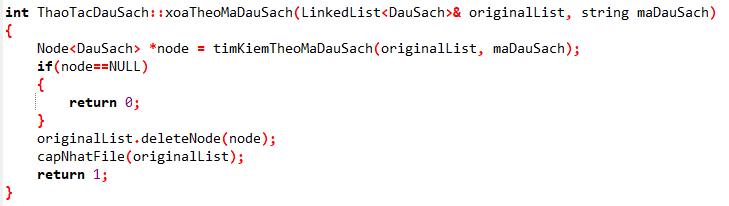 int ThaoTacDauSach::xoaTheoMaDauSach(LinkedList<DauSach>& originalList, string maDauSach)
{
    Node<DauSach> *node = timKiemTheoMaDauSach(originalList, maDauSach);
    if(node==NULL)
    {
        return 0;
    }
    originalList.deleteNode(node);
    capNhatFile(originalList);
    return 1;
}